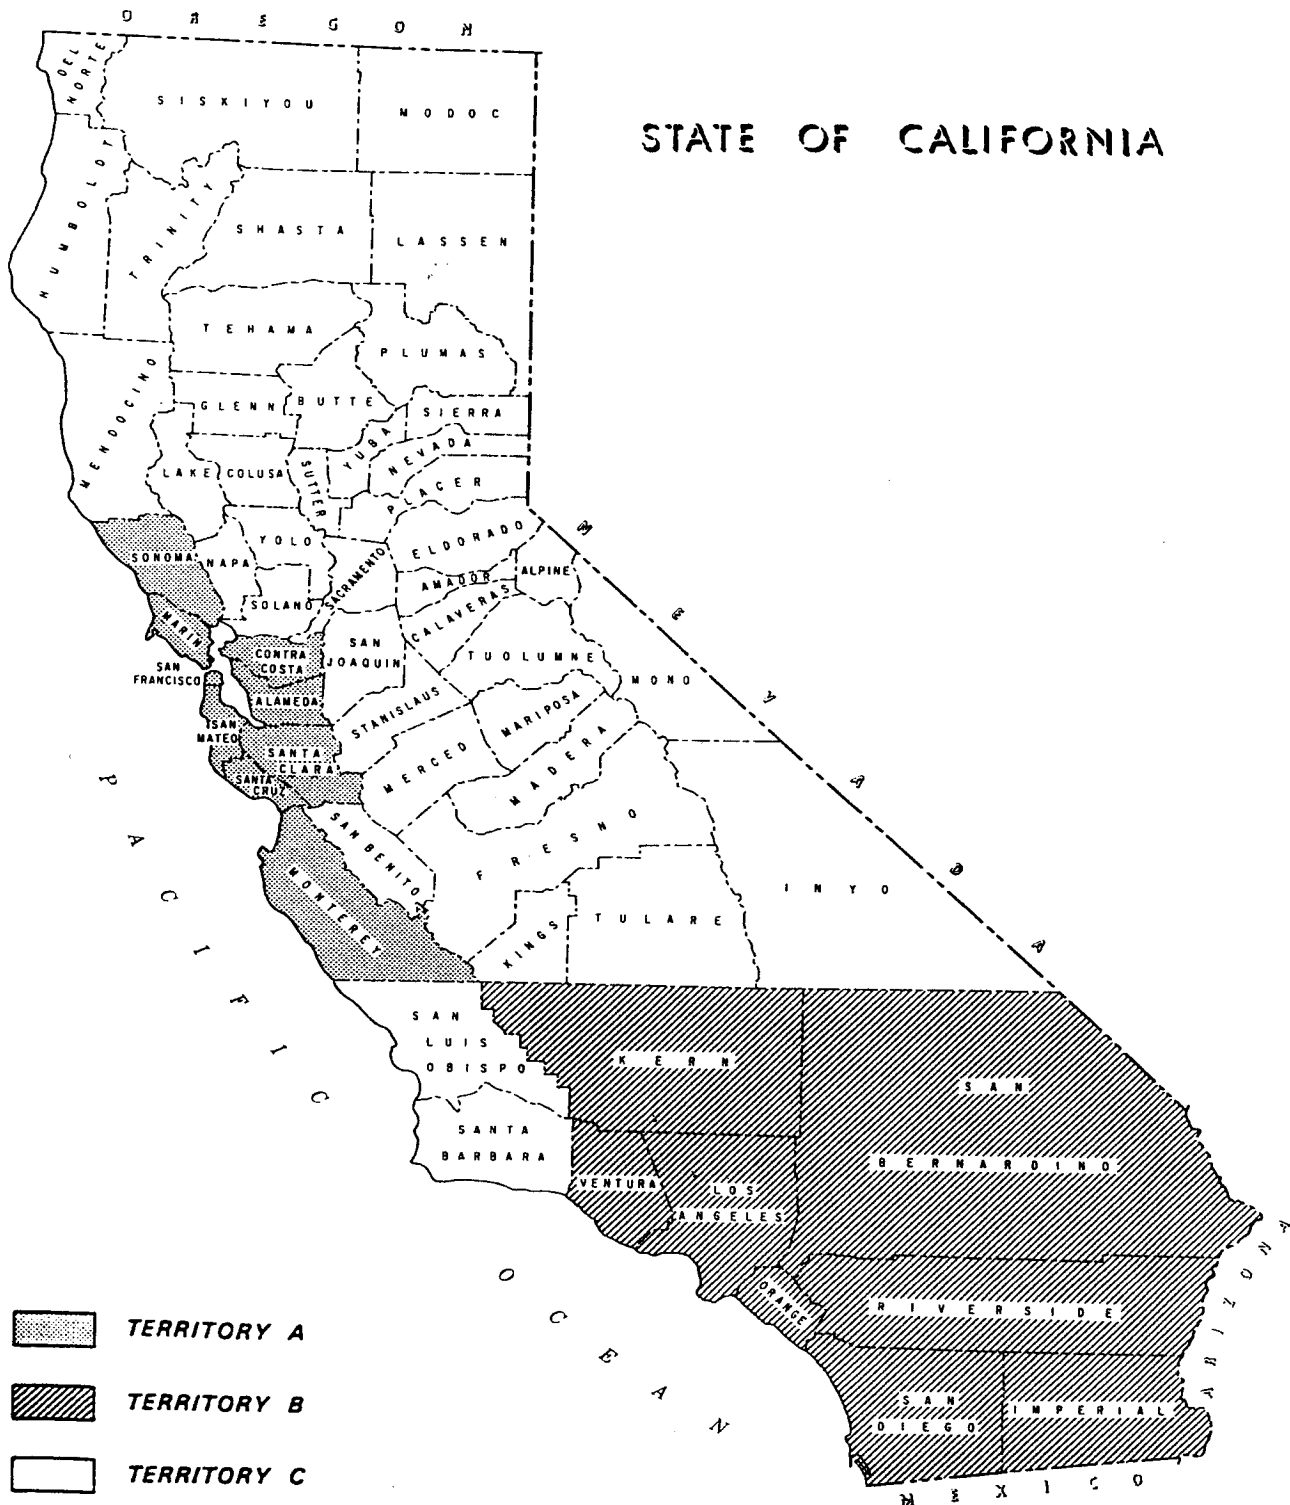 OREGON
STATE OF CALIFORNIA
DEL
NORTE
SISKIYOU
MODOC
HUMBOLDT
TRINITY
SHASTA
LASSEN
TEHAMA
PLUMAS
MENDOCINO
GLENN
BUTTE
SIERRA
LAKE
COLUSA
SUTTER
YUBA
NEVADA
PLACER
SONOMA
NAPA
YOLO
SOLANO
SACRAMENTO
ELDORADO
AMADOR
ALPINE
CALAVERAS
MARIN
CONTRA
COSTA
SAN
JOAQUIN
TUOLUMNE
MONO
SAN
FRANCISCO
ALAMEDA
STANISLAUS
MARIPOSA
SAN
MATEO
SANTA
CLARA
MERCED
MADERA
SANTA
CRUZ
SAN BENITO
FRESNO
MONTEREY
KINGS
TULARE
INYO
NEVADA
PACIFIC
OCEAN
SAN
LUIS
OBISPO
KERN
SAN
BERNARDINO
SANTA
BARBARA
VENTURA
LOS
ANGELES
ORANGE
RIVERSIDE
SAN
DIEGO
IMPERIAL
ARIZONA
MEXICO
TERRITORY A
TERRITORY B
TERRITORY C